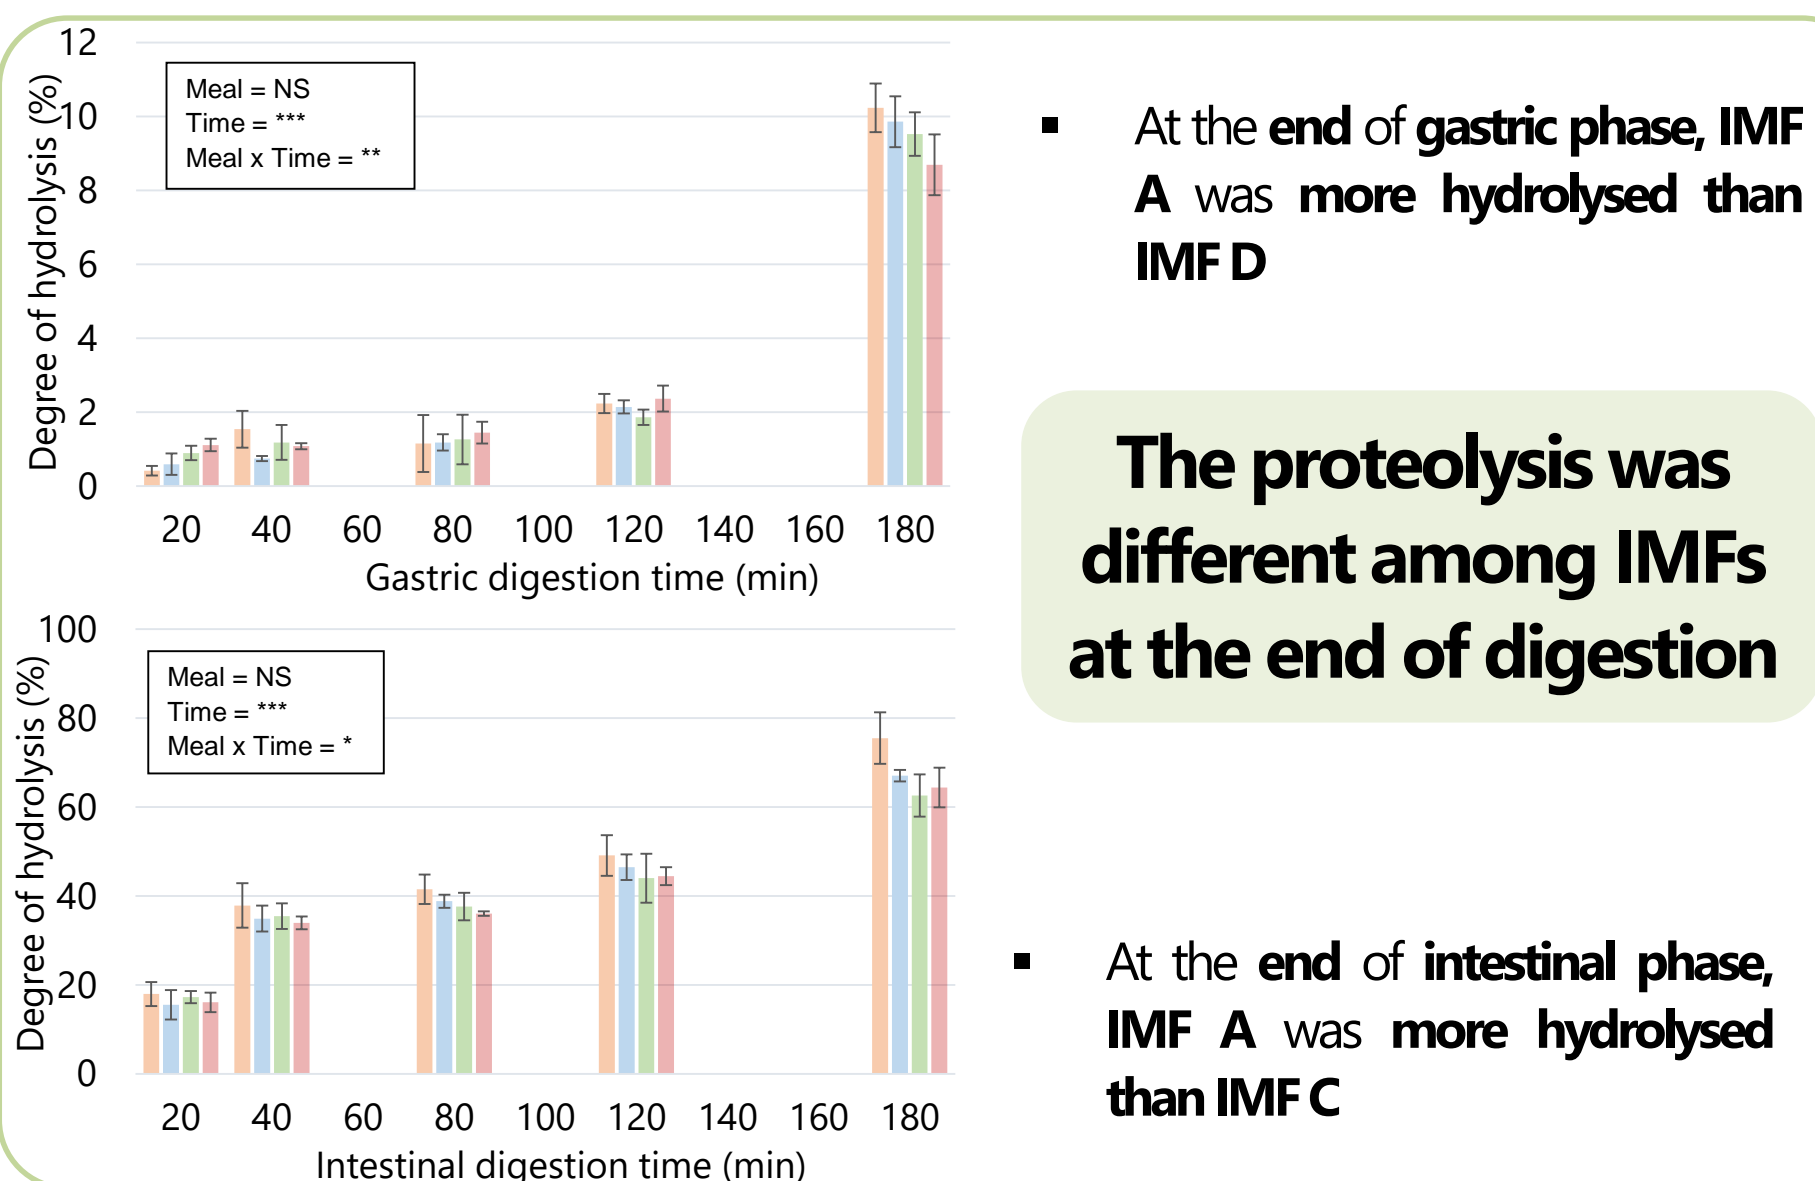 12
10
8
6
4
2
0
Degree of hydrolysis (%)
Meal = NS
Time = ***
Meal x Time = **
20 40 60 80 100 120 140 160 180
Gastric digestion time (min)
▪ At the end of gastric phase, IMF
A was more hydrolysed than
IMF D
The proteolysis was
different among IMFs
at the end of digestion
100
80
60
40
20
0
Degree of hydrolysis (%)
Meal = NS
Time = ***
Meal x Time = *
20 40 60 80 100 120 140 160 180
Intestinal digestion time (min)
▪ At the end of intestinal phase,
IMF A was more hydrolysed
than IMF C